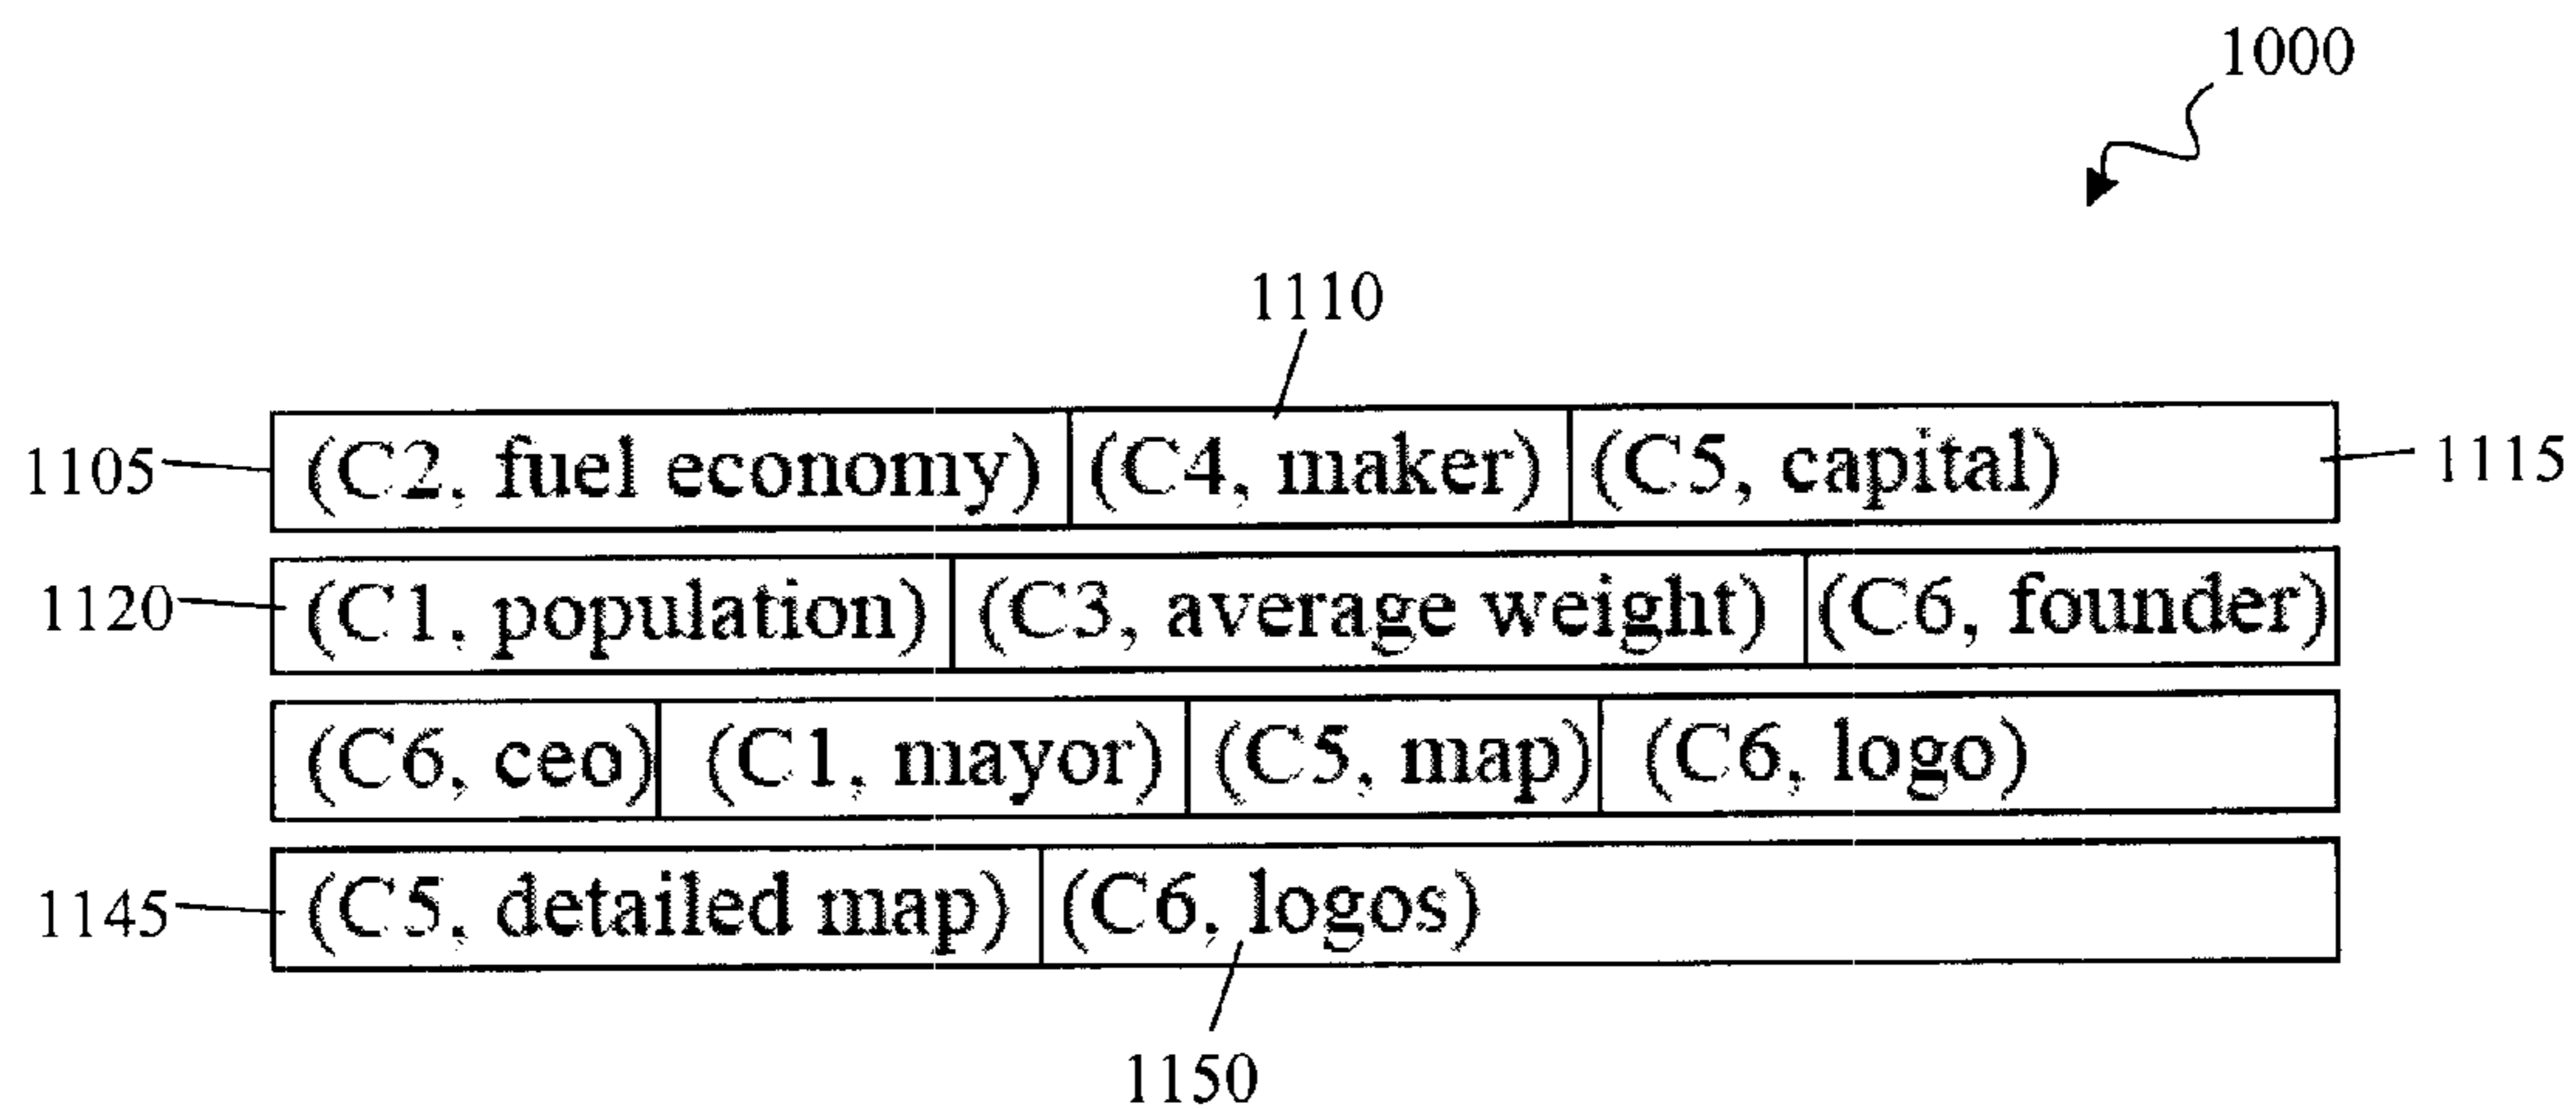 1000
1110
1105 (C2, fuel economy) (C4, maker) (C5, capital) 1115
1120 (C1, population) (C3, average weight) (C6, founder)
(C6, ceo) (C1, mayor) (C5, map) (C6, logo)
1145 (C5, detailed map) (C6, logos)
1150